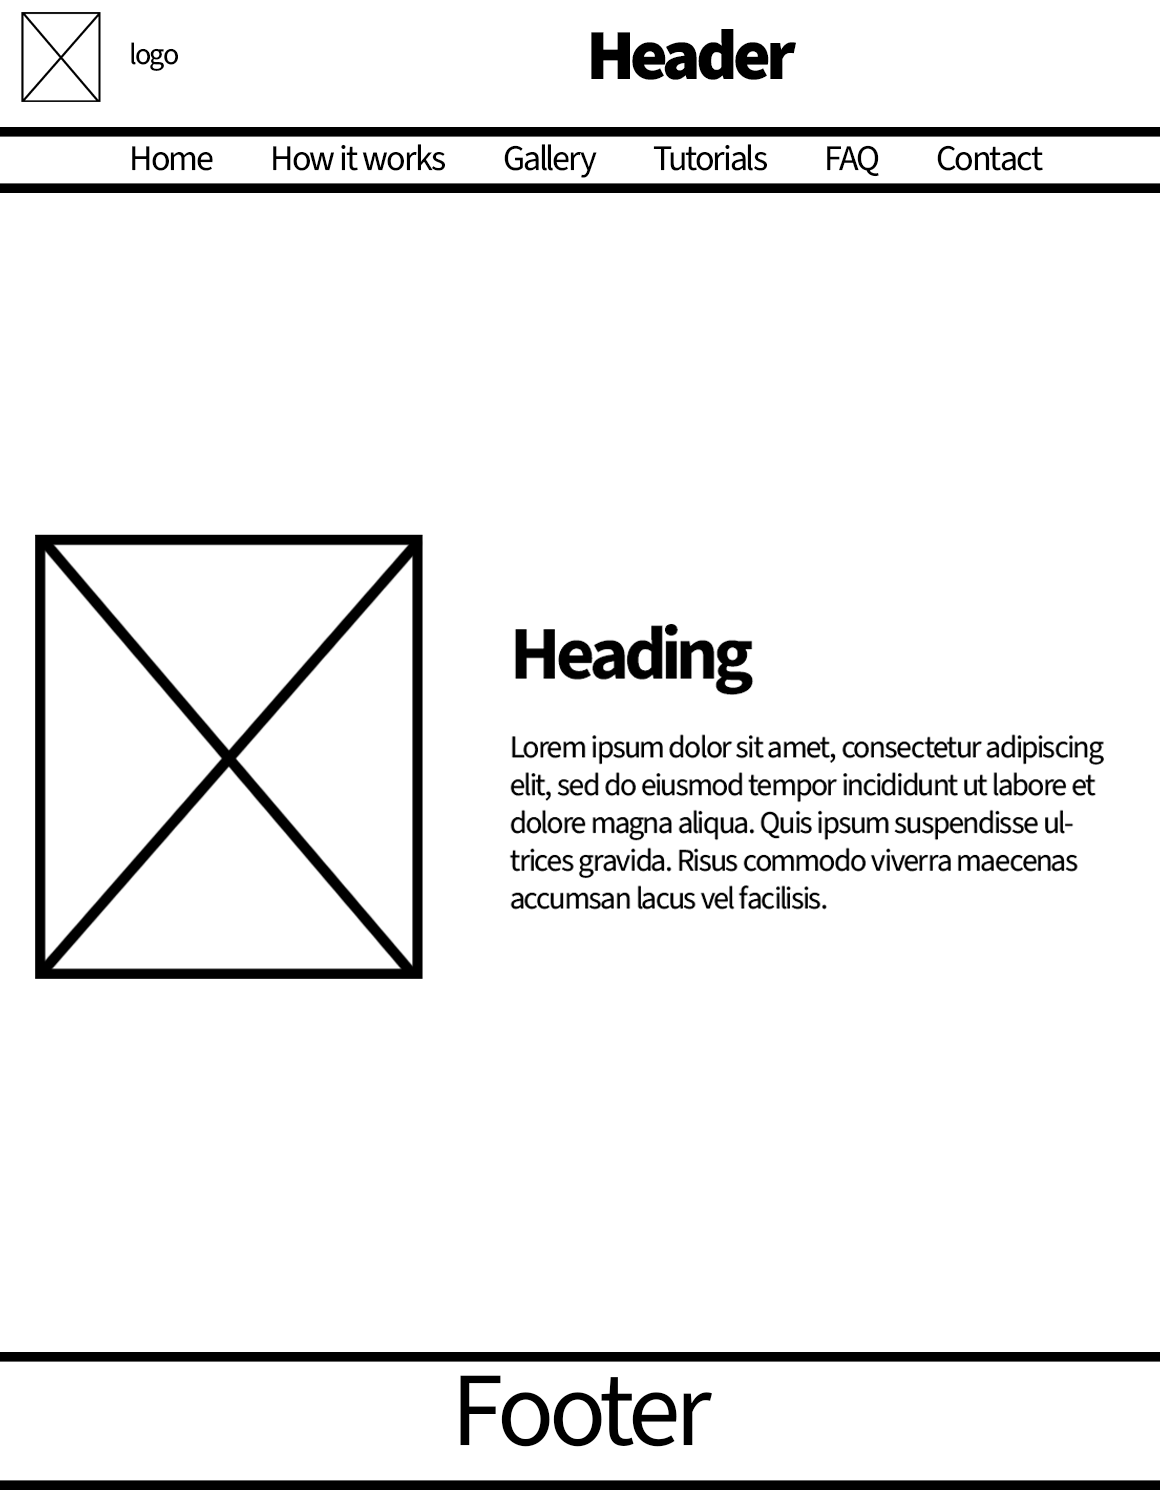 logo
Header
Home How it works Gallery Tutorials FAQ Contact
Heading
Lorem ipsum dolor sit amet, consectetur adipiscing
elit, sed do eiusmod tempor incididunt ut labore et
dolore magna aliqua. Quis ipsum suspendisse ul-
trices gravida. Risus commodo viverra maecenas
accumsan lacus vel facilisis.
Footer